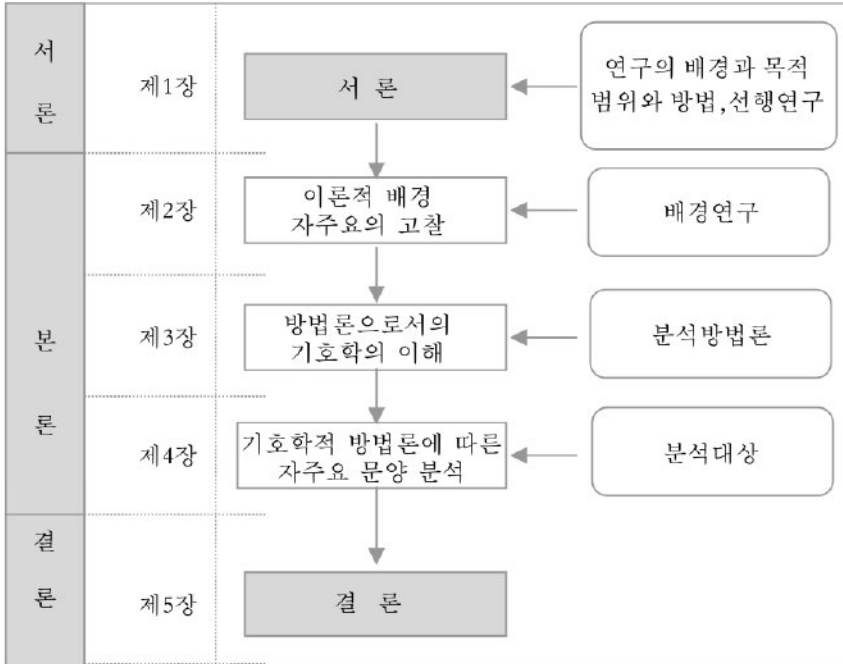 서
론
제1장
서 론
연구의 배경과 목적
범위와 방법,선행연구
본
론
제2장
이론적 배경
자주요의 고찰
배경연구
제3장
방법론으로서의
기호학의 이해
분석방법론
제4장
기호학적 방법론에 따른
자주요 문양 분석
분석대상
결
론
제5장
결 론